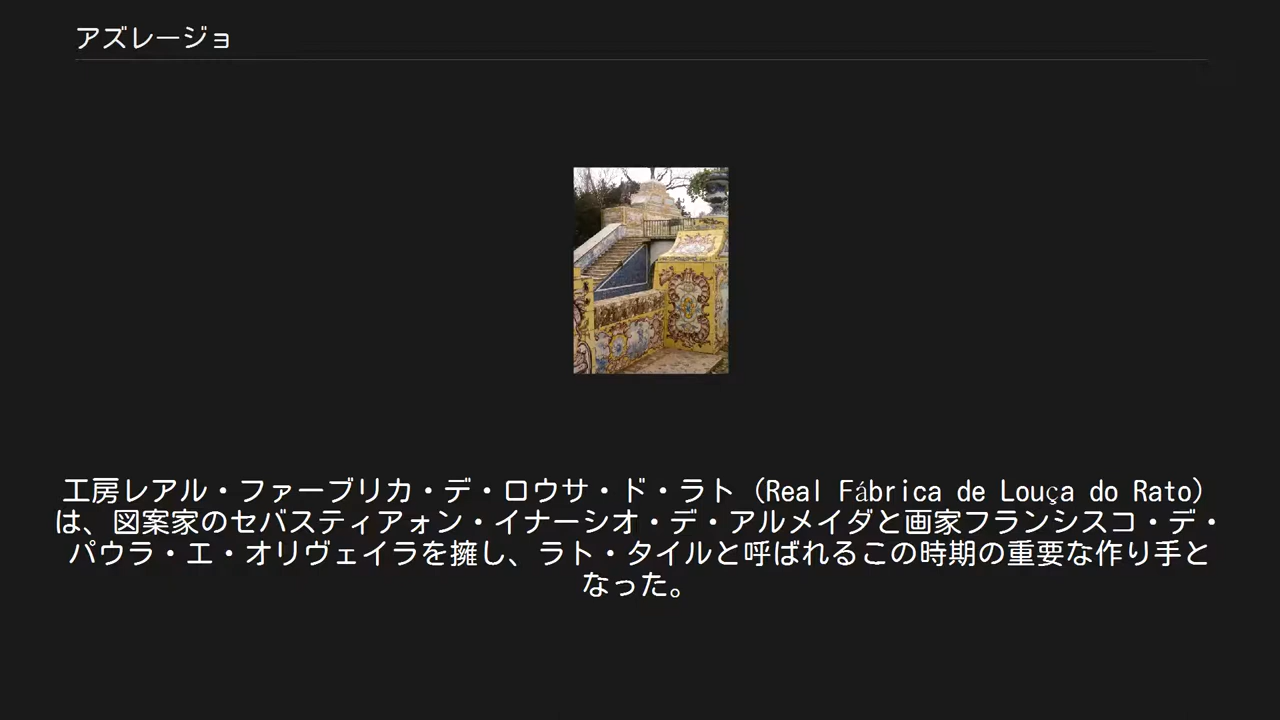 アズレージョ
工房レアル・ファーブリカ・デ・ロウサ・ド・ラト（Real Fábrica de Louça do Rato）
は、図案家のセバスティアォン・イナーシオ・デ・アルメイダと画家フランシスコ・デ・
パウラ・エ・オリヴェイラを擁し、ラト・タイルと呼ばれるこの時期の重要な作り手と
なった。